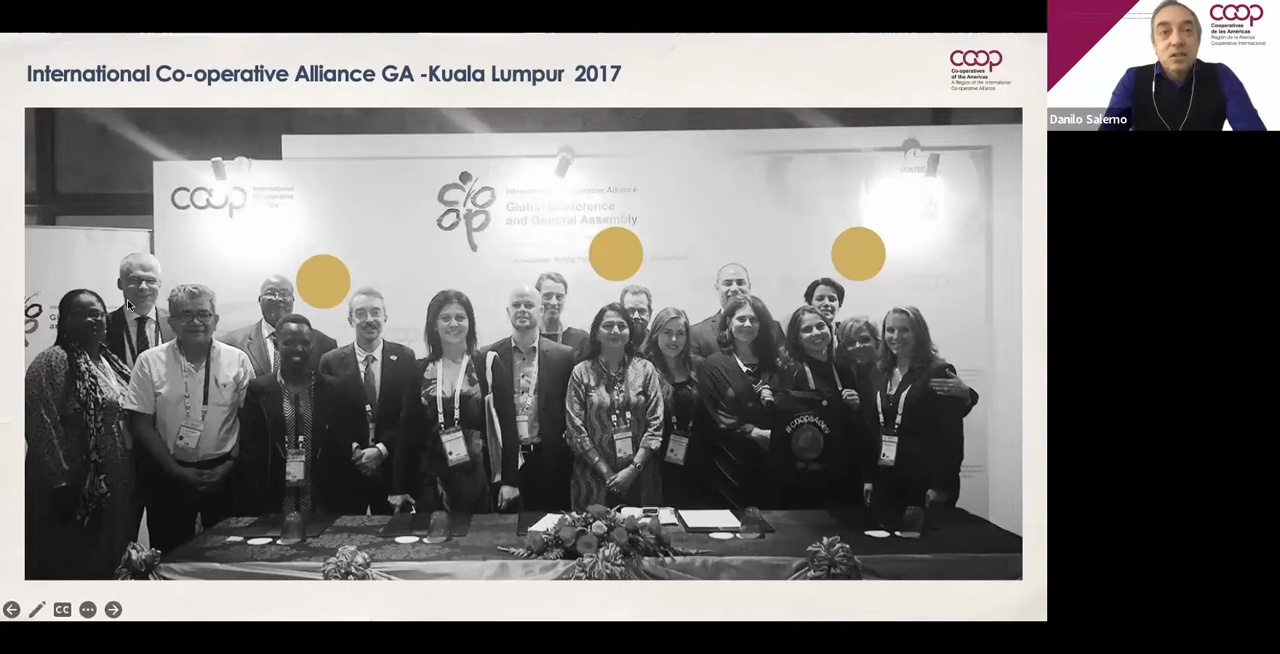 International Co-operative Alliance GA -Kuala Lumpur 2017
coop
Co-operatives
of the Americas
A Region of the International
Co-operative Alliance
coop
Cooperativas
de las Américas
Región de la Alianza
Cooperativa Internacional
Danilo Salerno
coop
International
coop
Alliance
Global Conference
and General Assembly
#coops4dev
CC